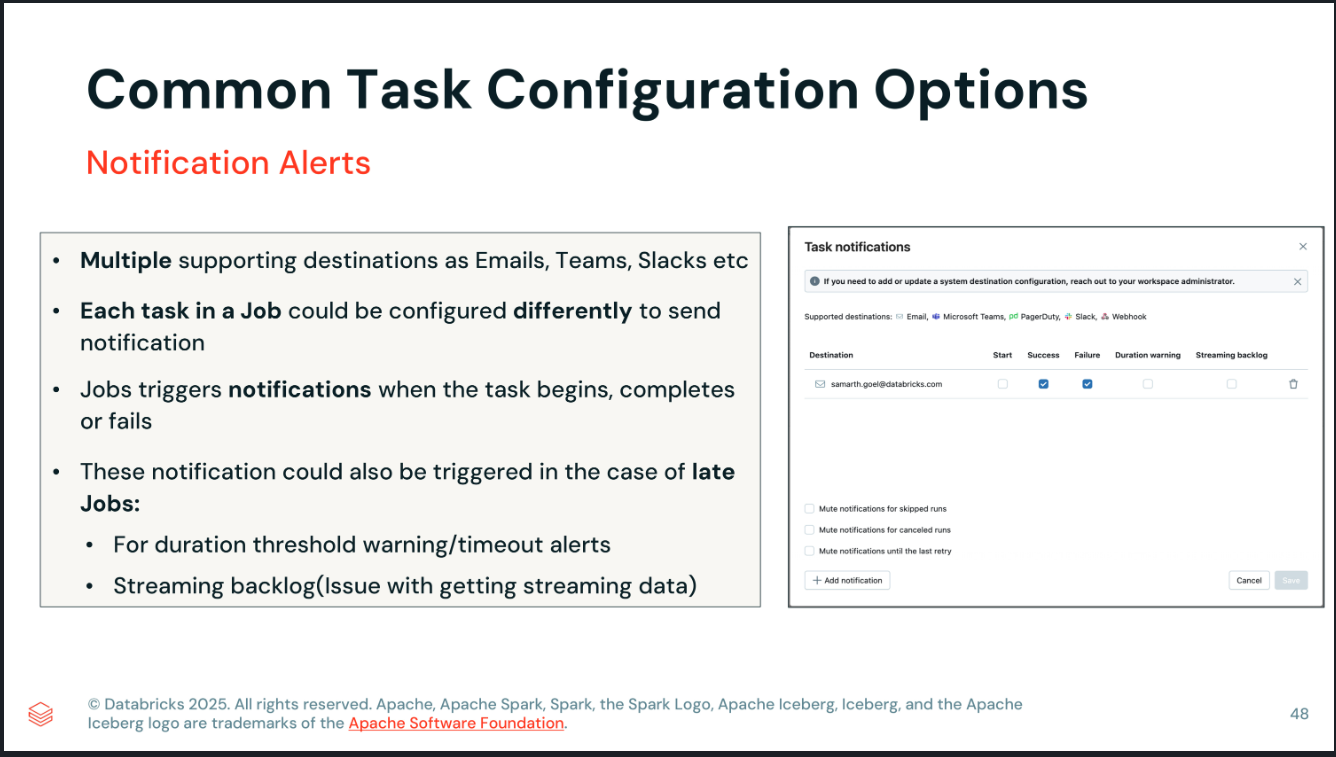 Common Task Configuration Options
Notification Alerts
• Multiple supporting destinations as Emails, Teams, Slacks etc
• Each task in a Job could be configured differently to send
notification
• Jobs triggers notifications when the task begins, completes
or fails
• These notification could also be triggered in the case of late
Jobs:
• For duration threshold warning/timeout alerts
• Streaming backlog(Issue with getting streaming data)
Task notifications
If you need to add or update a system destination configuration, reach out to your workspace administrator.
Supported destinations: Email, Microsoft Teams, PagerDuty, Slack, Webhook
Destination Start Success Failure Duration warning Streaming backlog
samarth.goel@databricks.com
Mute notifications for skipped runs
Mute notifications for canceled runs
Mute notifications until the last retry
+ Add notification Cancel Save
© Databricks 2025. All rights reserved. Apache, Apache Spark, Spark, the Spark Logo, Apache Iceberg, Iceberg, and the Apache
Iceberg logo are trademarks of the Apache Software Foundation.
48